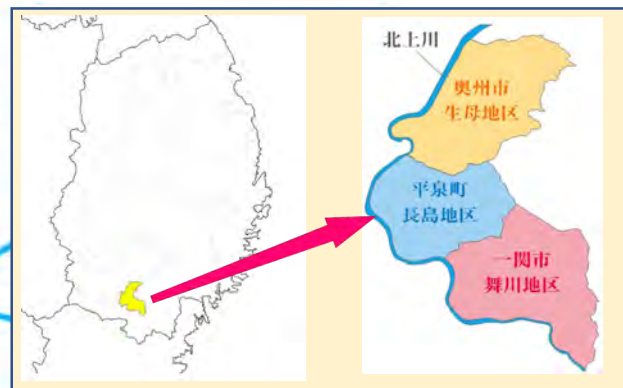 北上川
奥州市
生母地区
平泉町
長島地区
一関市
舞川地区